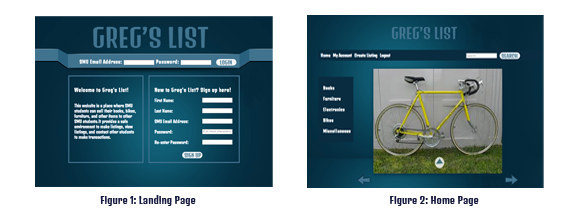 GREG'S LIST
OMU Email Address: Password: LOGIN
Welcome to Greg's List!
This website is a place where OMU
students can sell their books, bikes,
furniture, and other items to other
OMU students. It provides a safe
environment to make listings, view
listings, and contact other students
to make transactions.
New to Greg's List? Sign up here!
First Name:
Last Name:
OMU Email Address:
Password:
Re-enter Password:
SIGN UP
Figure 1: Landing Page
GREG'S LIST
Home My Account Create Listing Logout SEARCH
Books
Furniture
Electronics
Bikes
Miscellaneous
Figure 2: Home Page